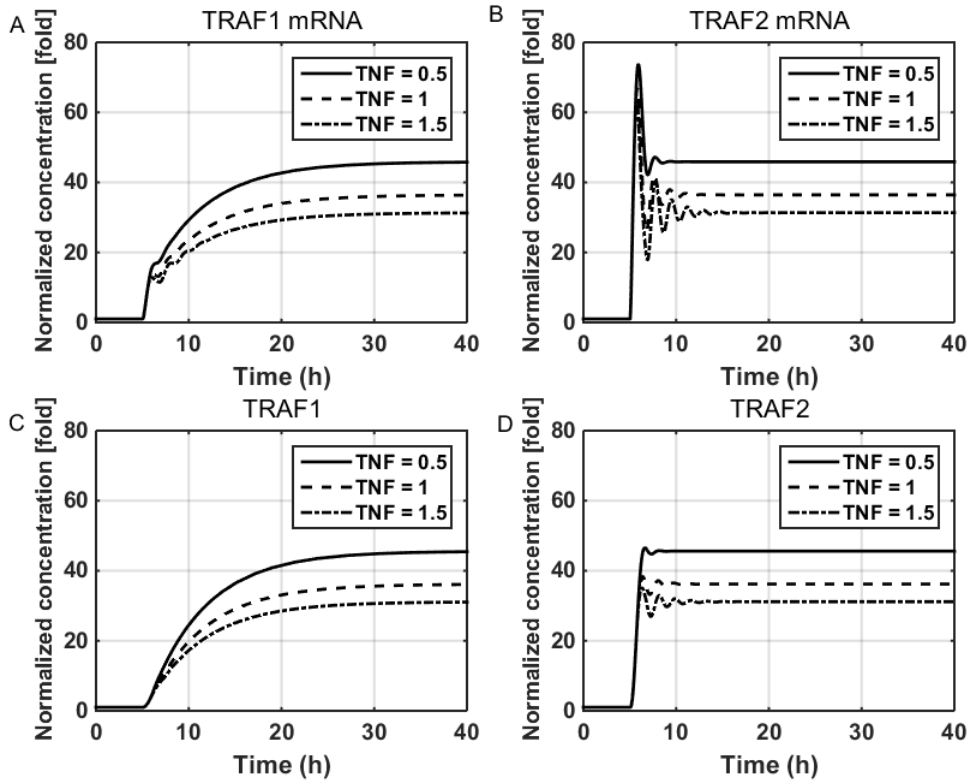 A
TRAF1 mRNA
Normalized concentration [fold]
80
60
40
20
0
TNF = 0.5
TNF = 1
TNF = 1.5
0 10 20 30 40
Time (h)
B
TRAF2 mRNA
Normalized concentration [fold]
80
60
40
20
0
TNF = 0.5
TNF = 1
TNF = 1.5
0 10 20 30 40
Time (h)
C
TRAF1
Normalized concentration [fold]
80
60
40
20
0
TNF = 0.5
TNF = 1
TNF = 1.5
0 10 20 30 40
Time (h)
D
TRAF2
Normalized concentration [fold]
80
60
40
20
0
TNF = 0.5
TNF = 1
TNF = 1.5
0 10 20 30 40
Time (h)